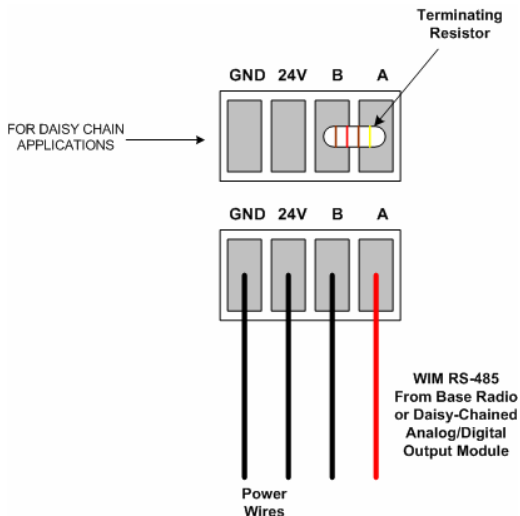 Terminating
Resistor
GND 24V B A
FOR DAISY CHAIN
APPLICATIONS
GND 24V B A
WIM RS-485
From Base Radio
or Daisy-Chained
Analog/Digital
Output Module
Power
Wires